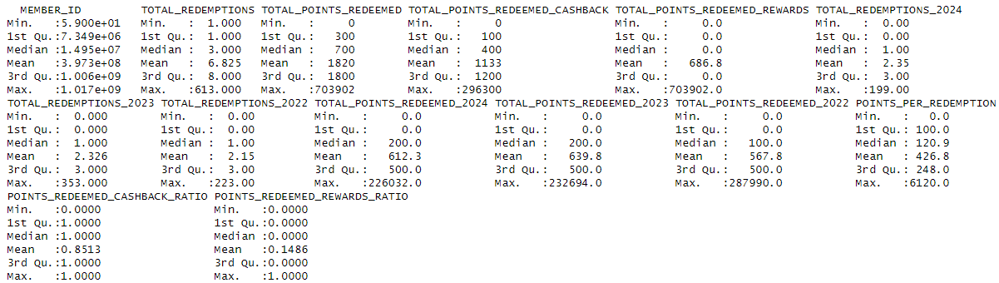 MEMBER_ID TOTAL_REDEMPTIONS TOTAL_POINTS_REDEEMED TOTAL_POINTS_REDEEMED_CASHBACK TOTAL_POINTS_REDEEMED_REWARDS TOTAL_REDEMPTIONS_2024
Min. :5.900e+01 Min. : 1.000 Min. : 0 Min. : 0 Min. : 0.0 Min. : 0.00
1st Qu.:7.349e+06 1st Qu.: 1.000 1st Qu.: 300 1st Qu.: 100 1st Qu.: 0.0 1st Qu.: 0.00
Median :1.495e+07 Median : 3.000 Median : 700 Median : 400 Median : 0.0 Median : 1.00
Mean :3.973e+08 Mean : 6.825 Mean : 1820 Mean : 1133 Mean : 686.8 Mean : 2.35
3rd Qu.:1.006e+09 3rd Qu.: 8.000 3rd Qu.: 1800 3rd Qu.: 1200 3rd Qu.: 0.0 3rd Qu.: 3.00
Max. :1.017e+09 Max. :613.000 Max. :703902 Max. :296300 Max. :703902.0 Max. :199.00
TOTAL_REDEMPTIONS_2023 TOTAL_REDEMPTIONS_2022 TOTAL_POINTS_REDEEMED_2024 TOTAL_POINTS_REDEEMED_2023 TOTAL_POINTS_REDEEMED_2022 POINTS_PER_REDEMPTION
Min. : 0.000 Min. : 0.00 Min. : 0.0 Min. : 0.0 Min. : 0.0 Min. : 0.0
1st Qu.: 0.000 1st Qu.: 0.00 1st Qu.: 0.0 1st Qu.: 0.0 1st Qu.: 0.0 1st Qu.: 100.0
Median : 1.000 Median : 1.00 Median : 200.0 Median : 200.0 Median : 100.0 Median : 120.9
Mean : 2.326 Mean : 2.15 Mean : 612.3 Mean : 639.8 Mean : 567.8 Mean : 426.8
3rd Qu.: 3.000 3rd Qu.: 3.00 3rd Qu.: 500.0 3rd Qu.: 500.0 3rd Qu.: 500.0 3rd Qu.: 248.0
Max. :353.000 Max. :223.00 Max. :226032.0 Max. :232694.0 Max. :287990.0 Max. :6120.0
POINTS_REDEEMED_CASHBACK_RATIO POINTS_REDEEMED_REWARDS_RATIO
Min. :0.0000 Min. :0.0000
1st Qu.:1.0000 1st Qu.:0.0000
Median :1.0000 Median :0.0000
Mean :0.8513 Mean :0.1486
3rd Qu.:1.0000 3rd Qu.:0.0000
Max. :1.0000 Max. :1.0000